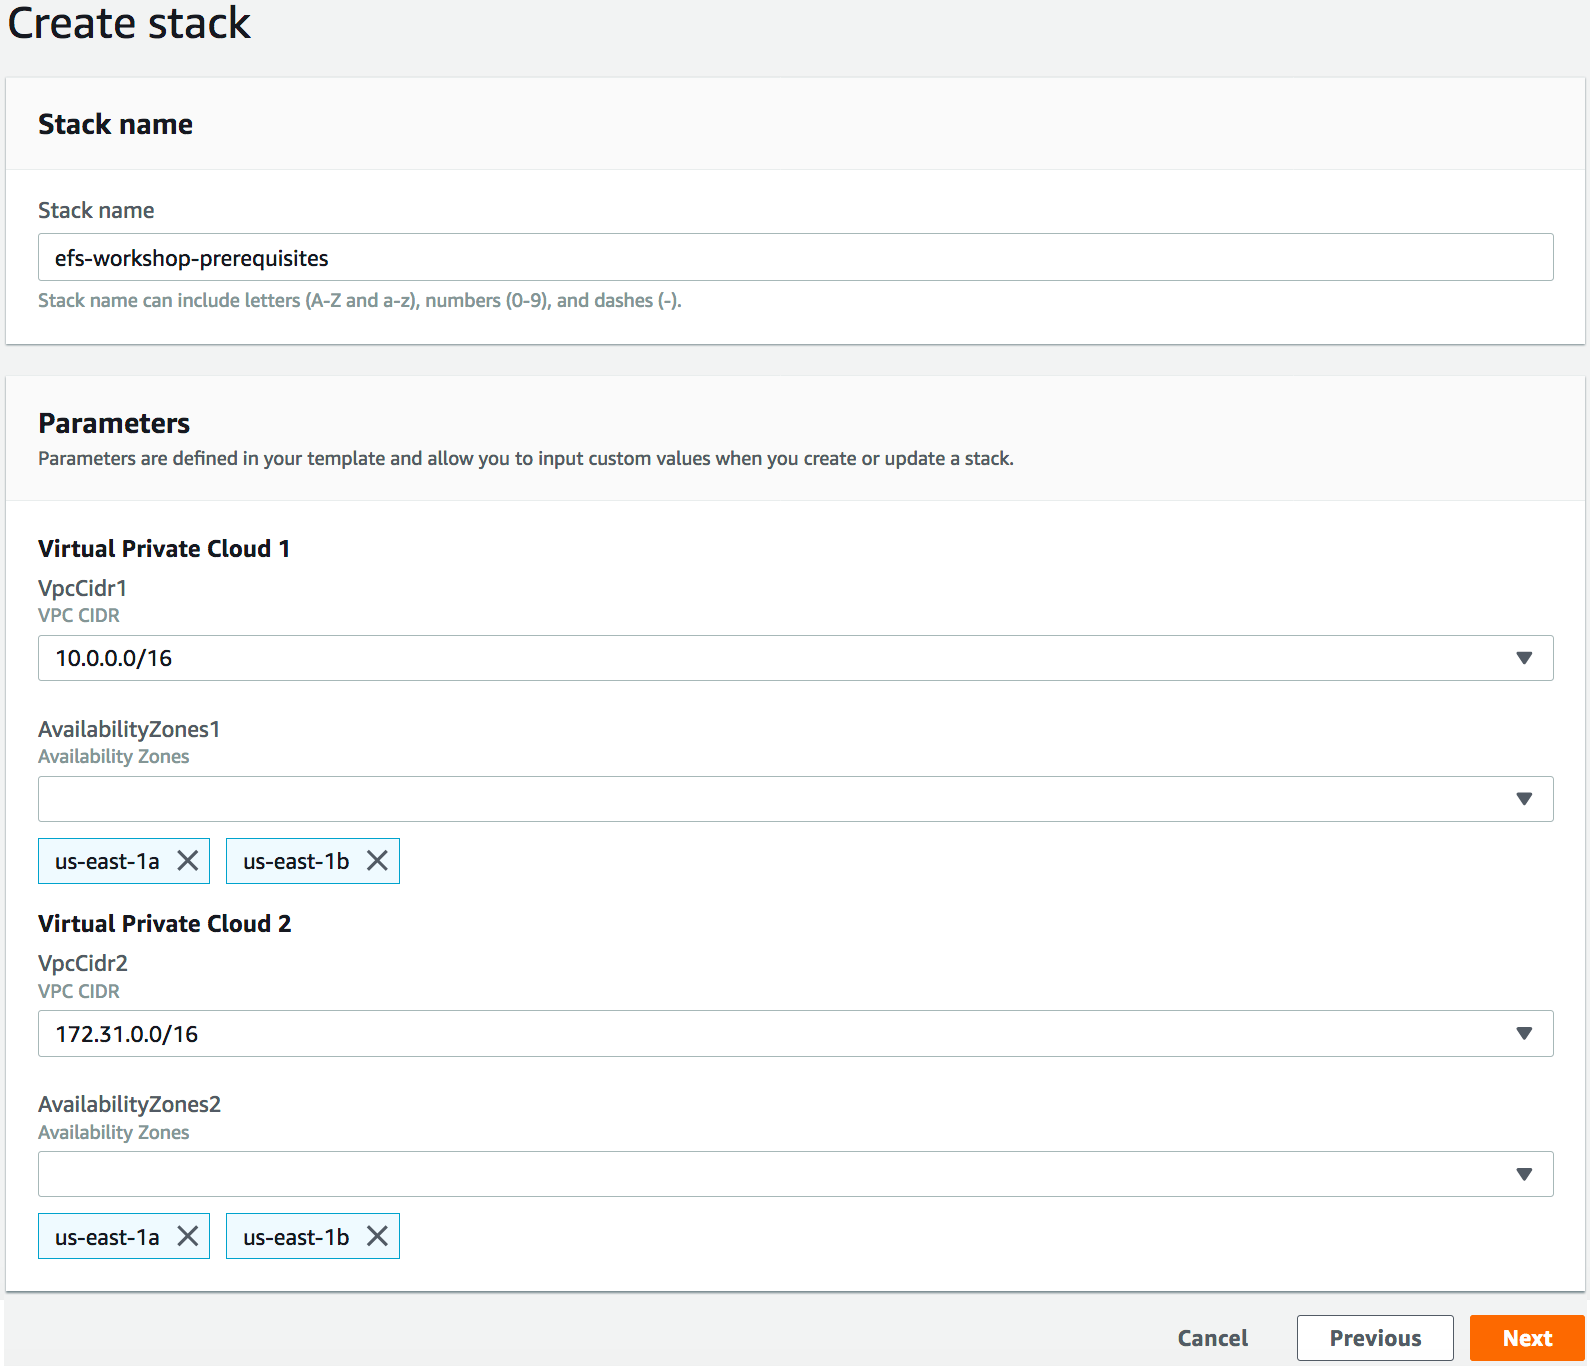 Create stack
Stack name
Stack name
efs-workshop-prerequisites
Stack name can include letters (A-Z and a-z), numbers (0-9), and dashes (-).
Parameters
Parameters are defined in your template and allow you to input custom values when you create or update a stack.
Virtual Private Cloud 1
VpcCidr1
VPC CIDR
10.0.0.0/16
AvailabilityZones1
Availability Zones
us-east-1a us-east-1b
Virtual Private Cloud 2
VpcCidr2
VPC CIDR
172.31.0.0/16
AvailabilityZones2
Availability Zones
us-east-1a us-east-1b
Cancel Previous Next